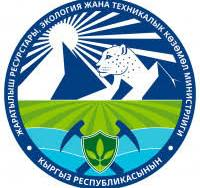 ЖАРАТЫЛЫШ РЕСУРСТАРЫ, ЭКОЛОГИЯ ЖАНА ТЕХНИКАЛЫК КӨЗӨМӨЛ МИНИСТРЛИГИ
КЫРГЫЗ РЕСПУБЛИКАСЫНЫН